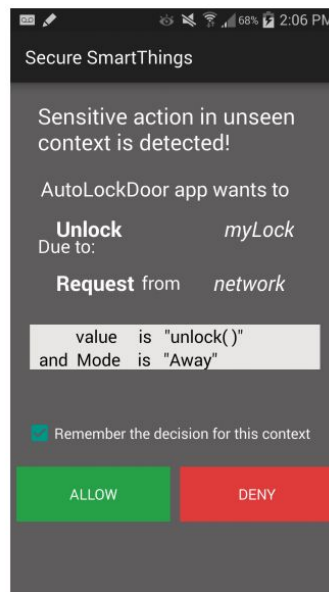 68% 2:06 PM
Secure SmartThings
Sensitive action in unseen
context is detected!
AutoLockDoor app wants to
Unlock myLock
Due to:
Request from network
value is "unlock()"
and Mode is "Away"
Remember the decision for this context
ALLOW DENY